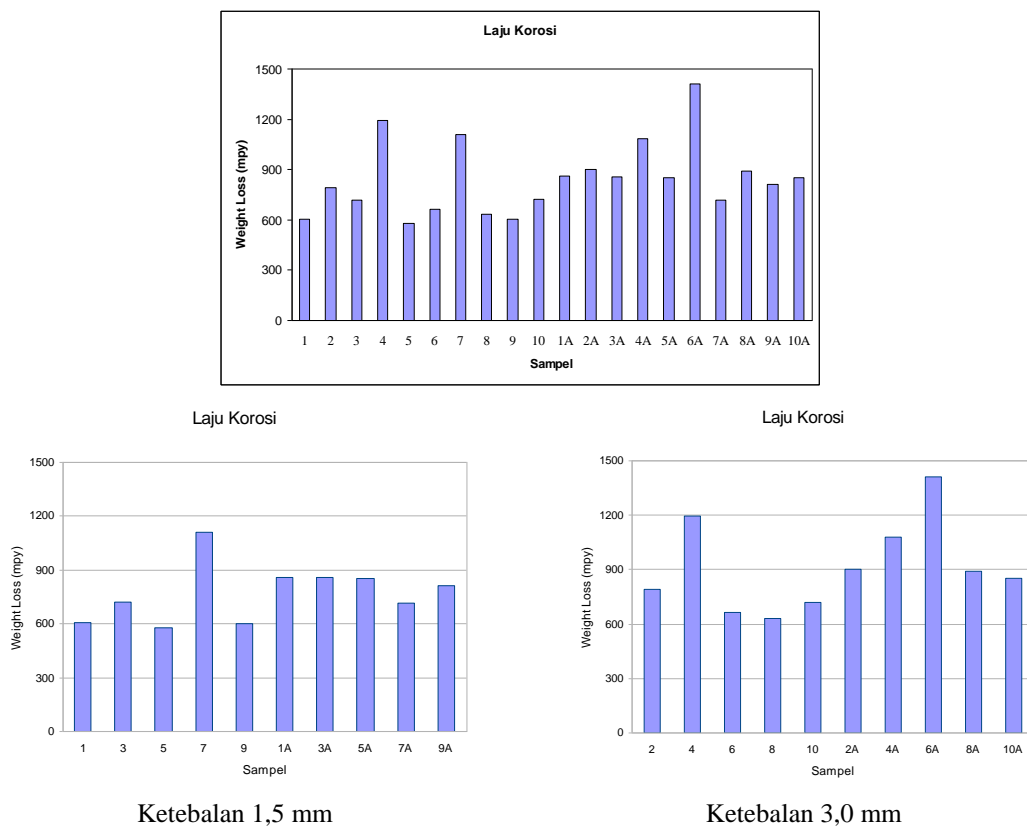 Laju Korosi
1500
1200
900
600
300
0
Weight Loss (mpy)
1 2 3 4 5 6 7 8 9 10 1A 2A 3A 4A 5A 6A 7A 8A 9A 10A
Sampel
Laju Korosi
1500
1200
900
600
300
0
Weight Loss (mpy)
1 3 5 7 9 1A 3A 5A 7A 9A
Sampel
Ketebalan 1,5 mm
Laju Korosi
1500
1200
900
600
300
0
Weight Loss (mpy)
2 4 6 8 10 2A 4A 6A 8A 10A
Sampel
Ketebalan 3,0 mm